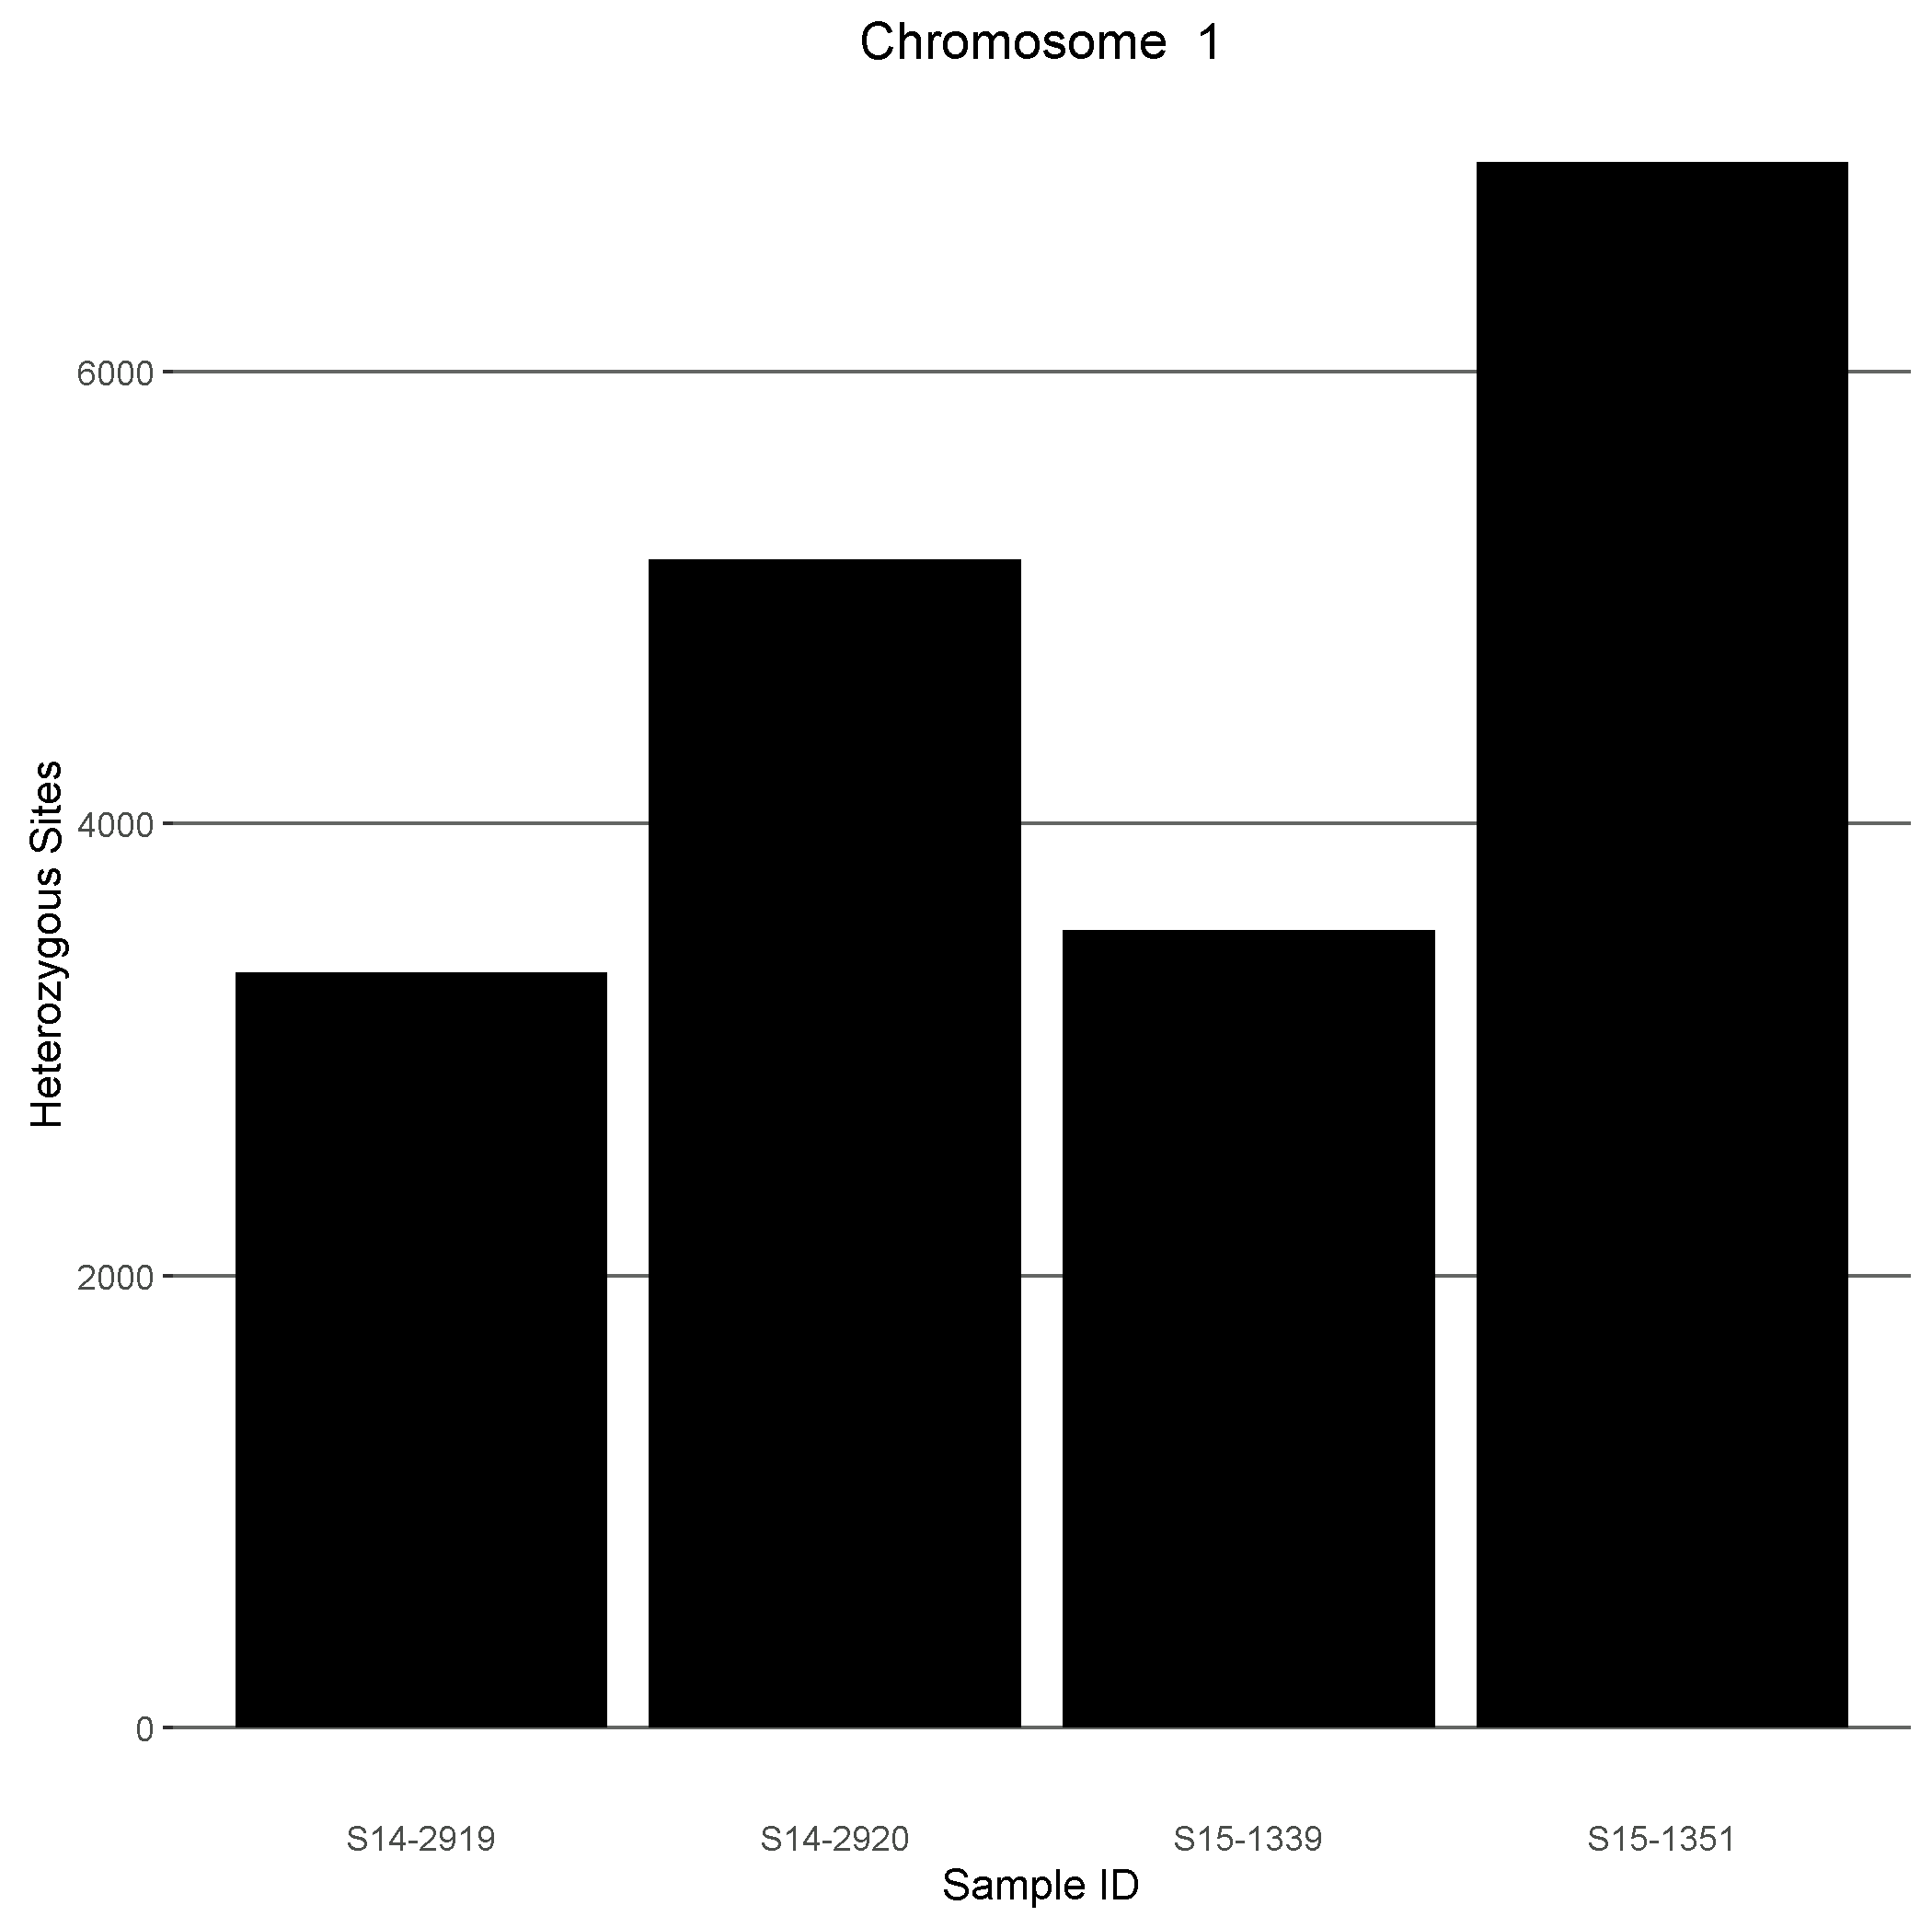 Chromosome  1
Heterozygous Sites
6000
4000
2000
0
S14-2919 S14-2920 S15-1339 S15-1351
Sample ID